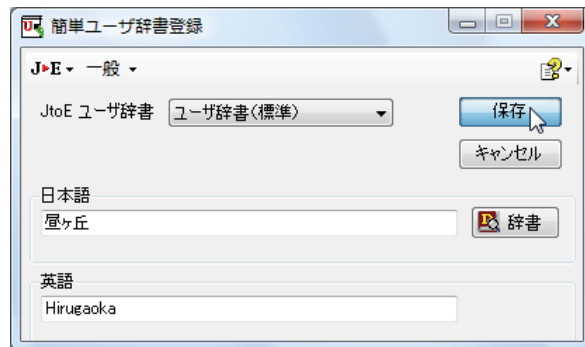 簡単ユーザ辞書登録
J▶E▾ 一般 ▾
JtoE ユーザ辞書 ユーザ辞書(標準) 保存
キャンセル
日本語
昼ヶ丘 辞書
英語
Hirugaoka